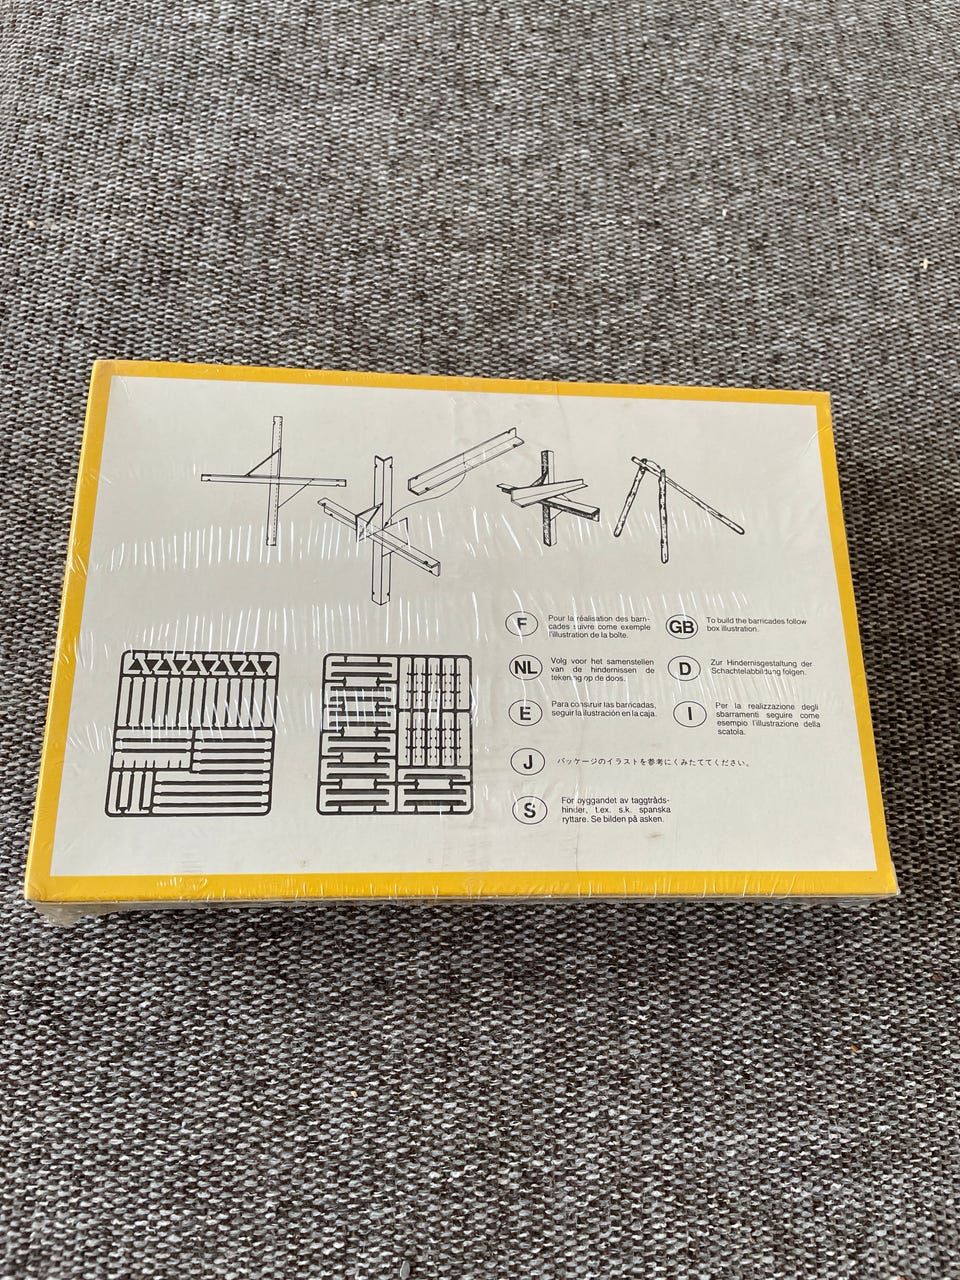 F
Pour la réalisation des barri-
cades suivre come exemple
l'illustration de la boîte.
GB
To build the barricades follow
box illustration.
NL
Volg voor het samenstellen
van de hindernissen de
tekening op de doos.
D
Zur Hindernisgestaltung der
Schachtelabbildung folgen.
E
Para construir las barricadas,
seguir la ilustración en la caja.
I
Per la realizzazione degli
sbarramenti seguire come
esempio l'illustrazione della
scatola.
J
パッケージのイラストを参考にくみたててください。
S
För byggandet av taggtråds-
hinder, t.ex. s.k. spanska
ryttare. Se bilden på asken.